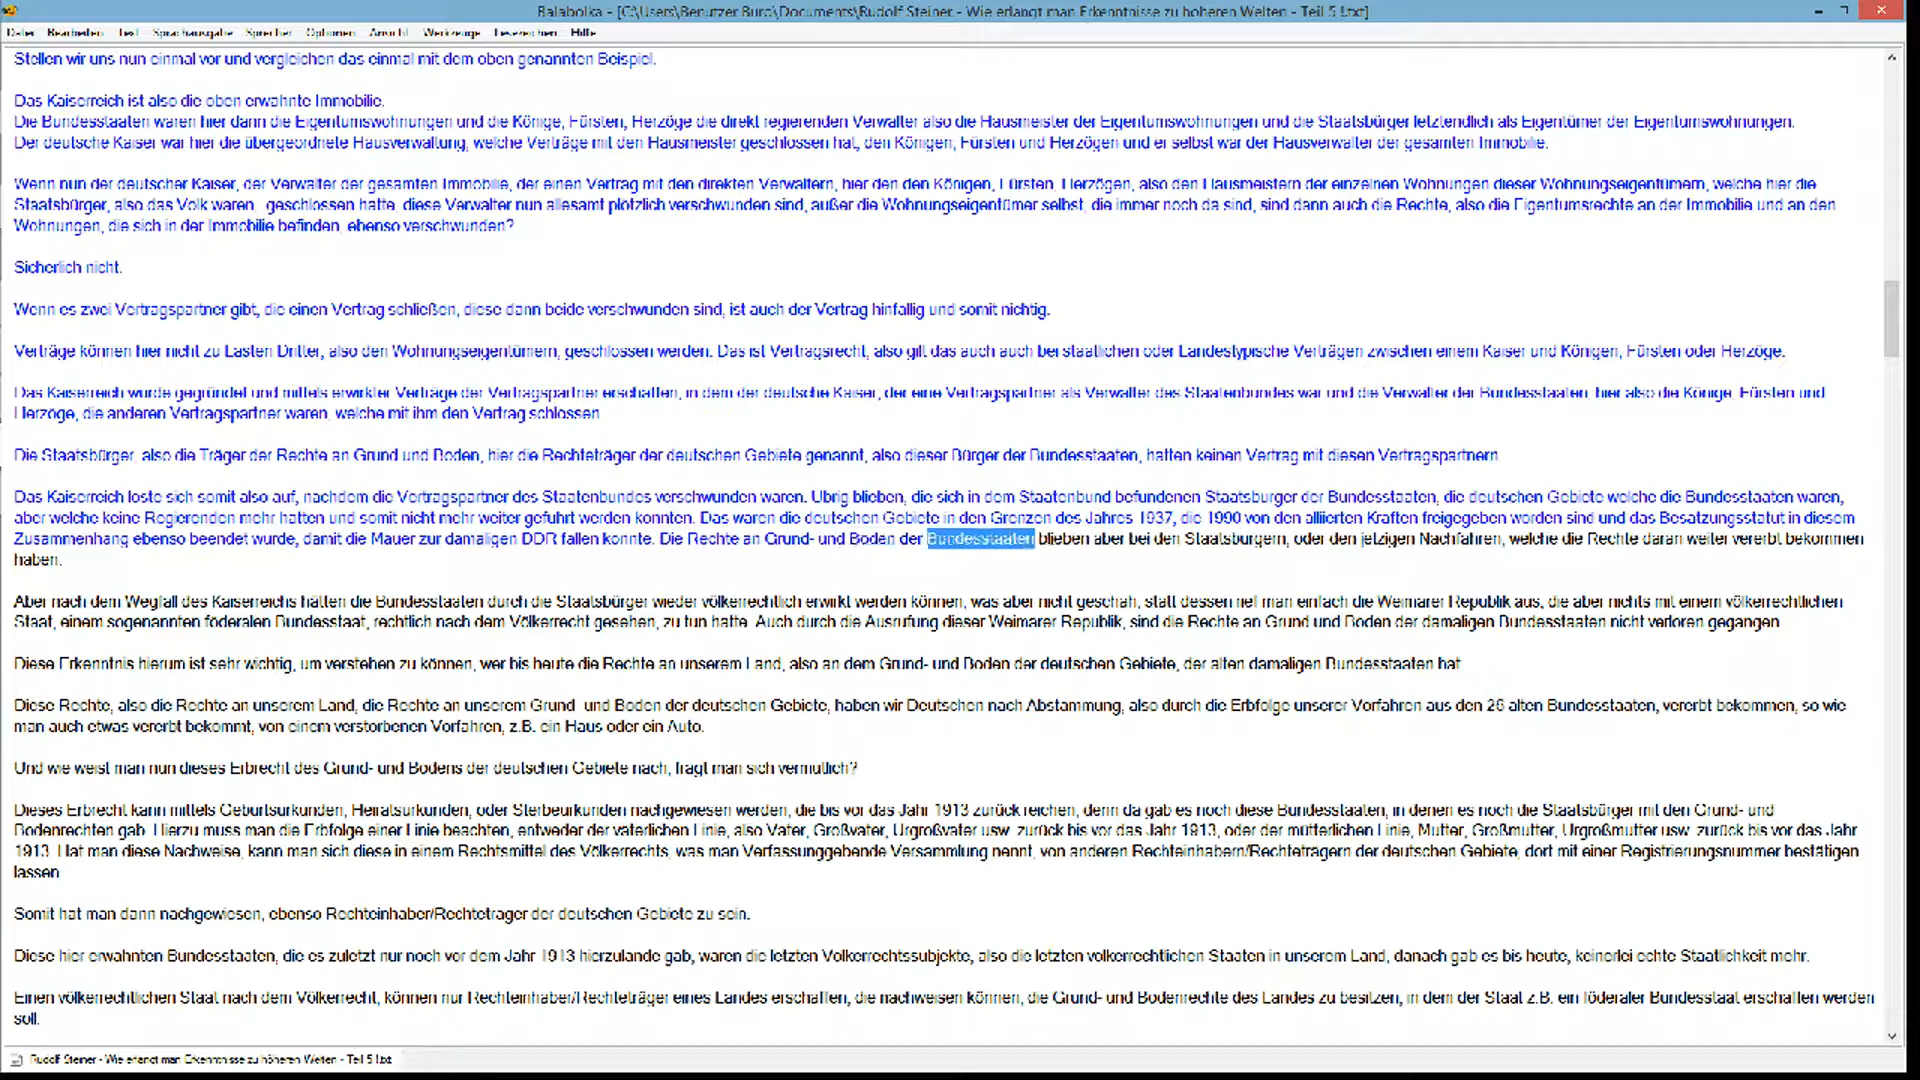 Balabolka - [C:\Users\Benutzer Büro\Documents\Rudolf Steiner - Wie erlangt man Erkenntnisse zu höheren Welten - Teil 5 !.txt]
Datei Bearbeiten Text Sprachausgabe Sprecher Optionen Ansicht Werkzeuge Lesezeichen Hilfe
Stellen wir uns nun einmal vor und vergleichen das einmal mit dem oben genannten Beispiel.
Das Kaiserreich ist also die oben erwähnte Immobilie.
Die Bundesstaaten waren hier dann die Eigentumswohnungen und die Könige, Fürsten, Herzöge die direkt regierenden Verwalter also die Hausmeister der Eigentumswohnungen und die Staatsbürger letztendlich als Eigentümer der Eigentumswohnungen.
Der deutsche Kaiser war hier die übergeordnete Hausverwaltung, welche Verträge mit den Hausmeister geschlossen hat, den Königen, Fürsten und Herzögen und er selbst war der Hausverwalter der gesamten Immobilie.
Wenn nun der deutscher Kaiser, der Verwalter der gesamten Immobilie, der einen Vertrag mit den direkten Verwaltern, hier den den Königen, Fürsten, Herzögen, also den Hausmeistern der einzelnen Wohnungen dieser Wohnungseigentümern, welche hier die
Staatsbürger, also das Volk waren, geschlossen hatte, diese Verwalter nun allesamt plötzlich verschwunden sind, außer die Wohnungseigentümer selbst, die immer noch da sind, sind dann auch die Rechte, also die Eigentumsrechte an der Immobilie und an den
Wohnungen, die sich in der Immobilie befinden, ebenso verschwunden?
Sicherlich nicht.
Wenn es zwei Vertragspartner gibt, die einen Vertrag schließen, diese dann beide verschwunden sind, ist auch der Vertrag hinfällig und somit nichtig.
Verträge können hier nicht zu Lasten Dritter, also den Wohnungseigentümern, geschlossen werden. Das ist Vertragsrecht, also gilt das auch auch bei staatlichen oder Landestypische Verträgen zwischen einem Kaiser und Königen, Fürsten oder Herzöge.
Das Kaiserreich wurde gegründet und mittels erwirkter Verträge der Vertragspartner erschaffen, in dem der deutsche Kaiser, der eine Vertragspartner als Verwalter des Staatenbundes war und die Verwalter der Bundesstaaten, hier also die Könige, Fürsten und
Herzöge, die anderen Vertragspartner waren, welche mit ihm den Vertrag schlossen.
Die Staatsbürger, also die Träger der Rechte an Grund und Boden, hier die Rechteträger der deutschen Gebiete genannt, also dieser Bürger der Bundesstaaten, hatten keinen Vertrag mit diesen Vertragspartnern.
Das Kaiserreich löste sich somit also auf, nachdem die Vertragspartner des Staatenbundes verschwunden waren. Übrig blieben, die sich in dem Staatenbund befundenen Staatsbürger der Bundesstaaten, die deutschen Gebiete welche die Bundesstaaten waren,
aber welche keine Regierenden mehr hatten und somit nicht mehr weiter geführt werden konnten. Das waren die deutschen Gebiete in den Grenzen des Jahres 1937, die 1990 von den alliierten Kräften freigegeben worden sind und das Besatzungsstatut in diesem
Zusammenhang ebenso beendet wurde, damit die Mauer zur damaligen DDR fallen konnte. Die Rechte an Grund- und Boden der Bundesstaaten blieben aber bei den Staatsbürgern, oder den jetzigen Nachfahren, welche die Rechte daran weiter vererbt bekommen
haben.
Aber nach dem Wegfall des Kaiserreichs hätten die Bundesstaaten durch die Staatsbürger wieder völkerrechtlich erwirkt werden können, was aber nicht geschah, statt dessen rief man einfach die Weimarer Republik aus, die aber nichts mit einem völkerrechtlichen
Staat, einem sogenannten föderalen Bundesstaat, rechtlich nach dem Völkerrecht gesehen, zu tun hatte. Auch durch die Ausrufung dieser Weimarer Republik, sind die Rechte an Grund und Boden der damaligen Bundesstaaten nicht verloren gegangen.
Diese Erkenntnis hierum ist sehr wichtig, um verstehen zu können, wer bis heute die Rechte an unserem Land, also an dem Grund- und Boden der deutschen Gebiete, der alten damaligen Bundesstaaten hat.
Diese Rechte, also die Rechte an unserem Land, die Rechte an unserem Grund- und Boden der deutschen Gebiete, haben wir Deutschen nach Abstammung, also durch die Erbfolge unserer Vorfahren aus den 26 alten Bundesstaaten, vererbt bekommen, so wie
man auch etwas vererbt bekommt, von einem verstorbenen Vorfahren, z.B. ein Haus oder ein Auto.
Und wie weist man nun dieses Erbrecht des Grund- und Bodens der deutschen Gebiete nach, fragt man sich vermutlich?
Dieses Erbrecht kann mittels Geburtsurkunden, Heiratsurkunden, oder Sterbeurkunden nachgewiesen werden, die bis vor das Jahr 1913 zurück reichen, denn da gab es noch diese Bundesstaaten, in denen es noch die Staatsbürger mit den Grund- und
Bodenrechten gab. Hierzu muss man die Erbfolge einer Linie beachten, entweder der väterlichen Linie, also Vater, Großvater, Urgroßvater usw. zurück bis vor das Jahr 1913, oder der mütterlichen Linie, Mutter, Großmutter, Urgroßmutter usw. zurück bis vor das Jahr
1913. Hat man diese Nachweise, kann man sich diese in einem Rechtsmittel des Völkerrechts, was man Verfassunggebende Versammlung nennt, von anderen Rechteinhabern/Rechteträgern der deutschen Gebiete, dort mit einer Registrierungsnummer bestätigen
lassen.
Somit hat man dann nachgewiesen, ebenso Rechteinhaber/Rechteträger der deutschen Gebiete zu sein.
Diese hier erwähnten Bundesstaaten, die es zuletzt nur noch vor dem Jahr 1913 hierzulande gab, waren die letzten Völkerrechtssubjekte, also die letzten völkerrechtlichen Staaten in unserem Land, danach gab es bis heute, keinerlei echte Staatlichkeit mehr.
Einen völkerrechtlichen Staat nach dem Völkerrecht, können nur Rechteinhaber/Rechteträger eines Landes erschaffen, die nachweisen können, die Grund- und Bodenrechte des Landes zu besitzen, in dem der Staat z.B. ein föderaler Bundesstaat erschaffen werden
soll.
Rudolf Steiner - Wie erlangt man Erkenntnisse zu höheren Welten - Teil 5 !.txt